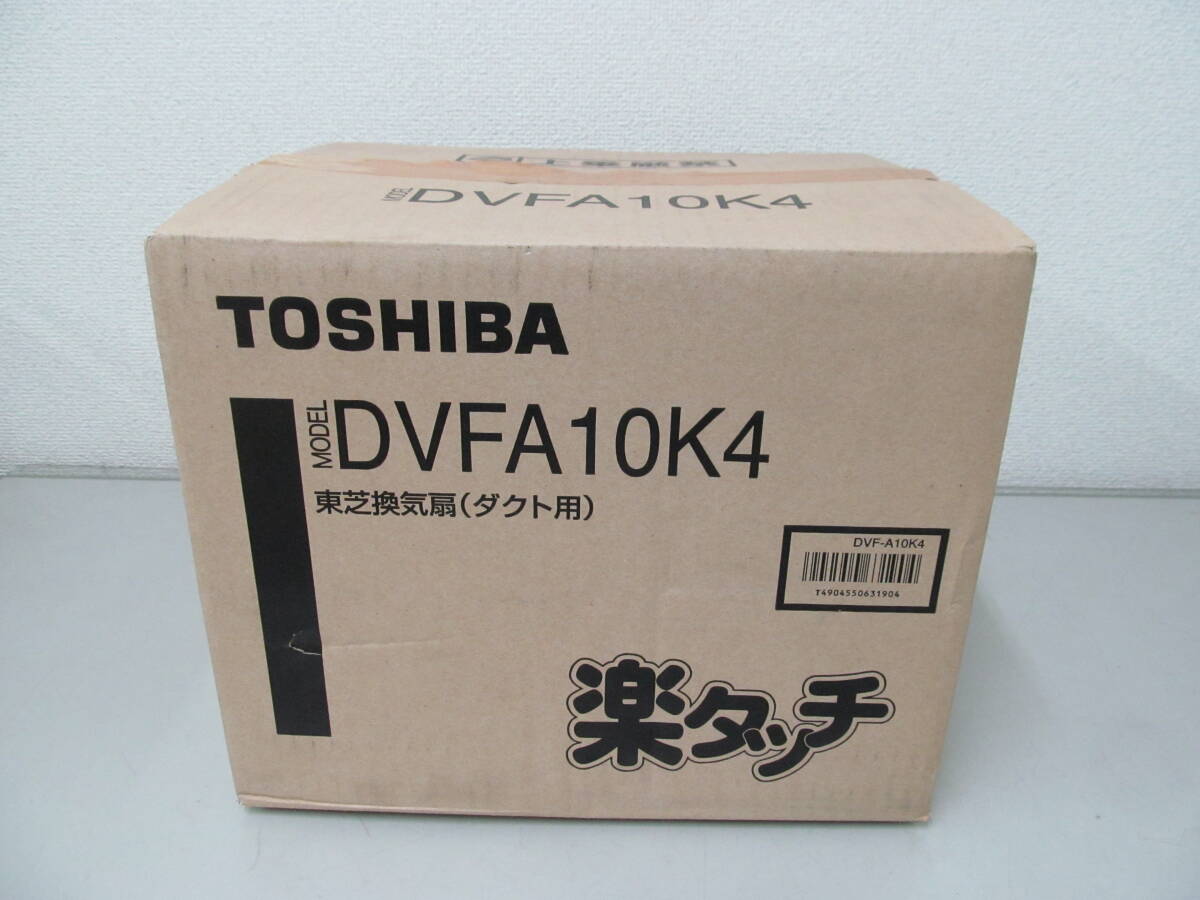 MODEL DVFA10K4
TOSHIBA
MODEL DVFA10K4
東芝換気扇(ダクト用)
DVF-A10K4
T4904550631904
楽タッチ